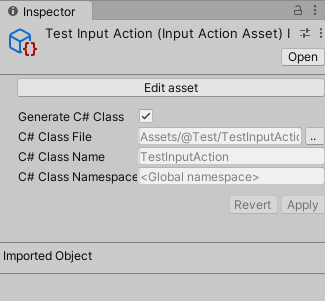 Inspector
Test Input Action (Input Action Asset) I
Open
Edit asset
Generate C# Class
C# Class File Assets/@Test/TestInputActio ..
C# Class Name TestInputAction
C# Class Namespace <Global namespace>
Revert Apply
Imported Object